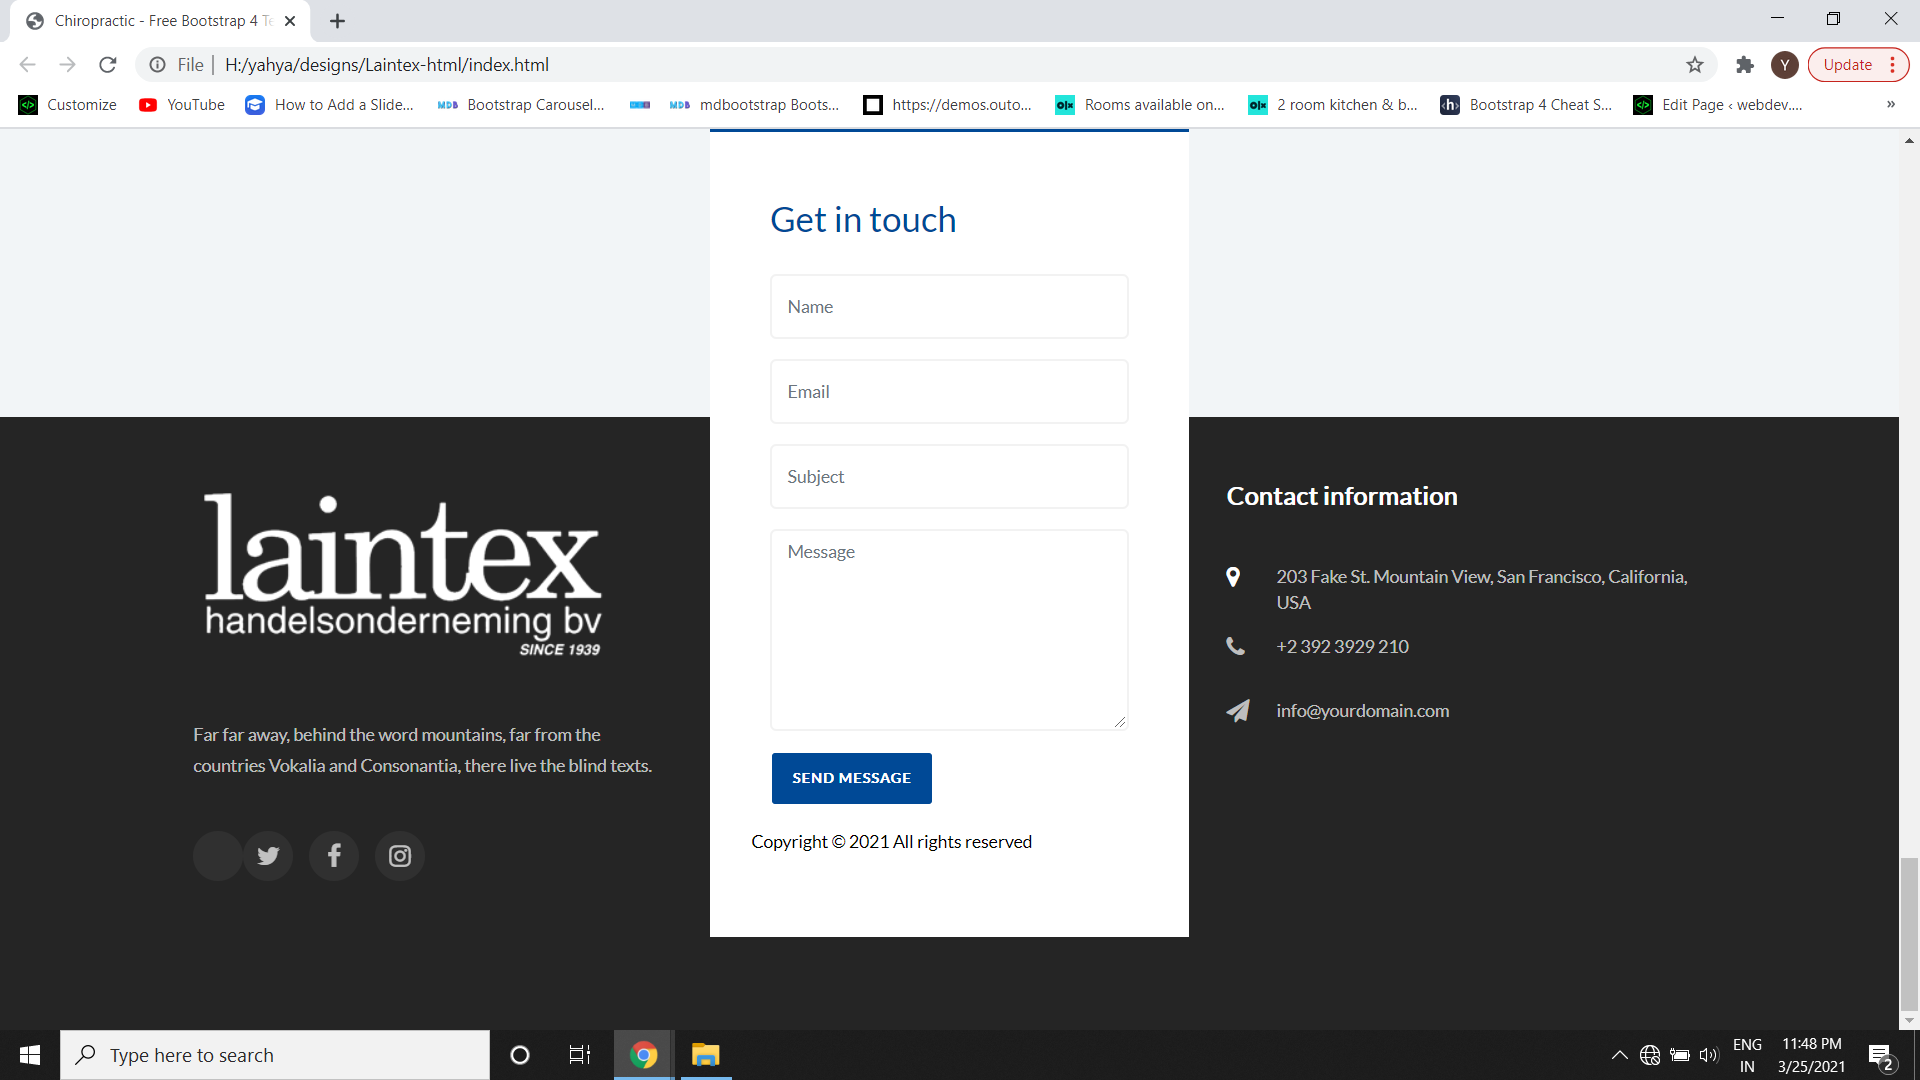 Chiropractic - Free Bootstrap 4 Te
File
H:/yahya/designs/Laintex-html/index.html
Y
Update
Customize
YouTube
How to Add a Slide...
MDB
Bootstrap Carousel...
MDB
mdbootstrap Boots...
https://demos.outo...
olx
Rooms available on...
olx
2 room kitchen & b...
<h>
Bootstrap 4 Cheat S...
</>
Edit Page ‹ webdev....
»
Get in touch
Name
Email
Subject
Message
SEND MESSAGE
Copyright © 2021 All rights reserved
laintex
handelsonderneming bv
SINCE 1939
Far far away, behind the word mountains, far from the
countries Vokalia and Consonantia, there live the blind texts.
Contact information
203 Fake St. Mountain View, San Francisco, California,
USA
+2 392 3929 210
info@yourdomain.com
Type here to search
ENG
IN
11:48 PM
3/25/2021
2